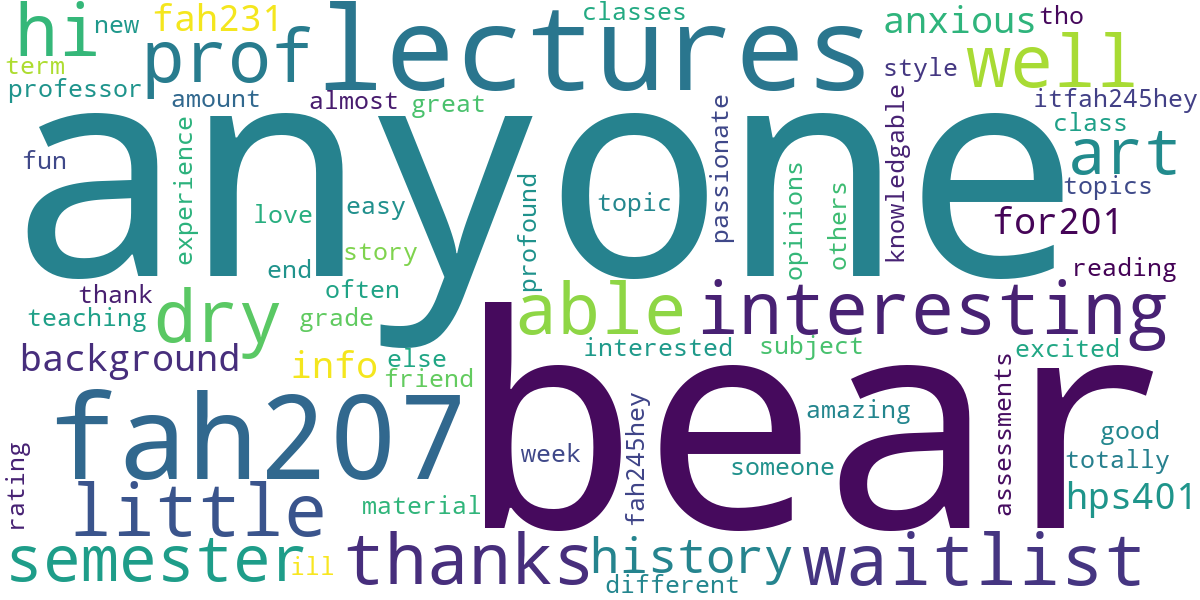 hi
new
fah231
prof
lectures
classes
anxious
tho
well
term
professor
amount
almost
great
style
itfah245hey
anyone
class
art
fun
experience
love
easy
topic
passionate
opinions
others
knowledgable
topics
for201
story
end
profound
often
reading
thank
teaching
dry
grade
able
interesting
background
info
else
friend
interested
subject
excited
fah207
bear
week
fah245hey
amazing
someone
assessments
good
totally
hps401
rating
little
material
semester
ill
thanks
history
different
waitlist